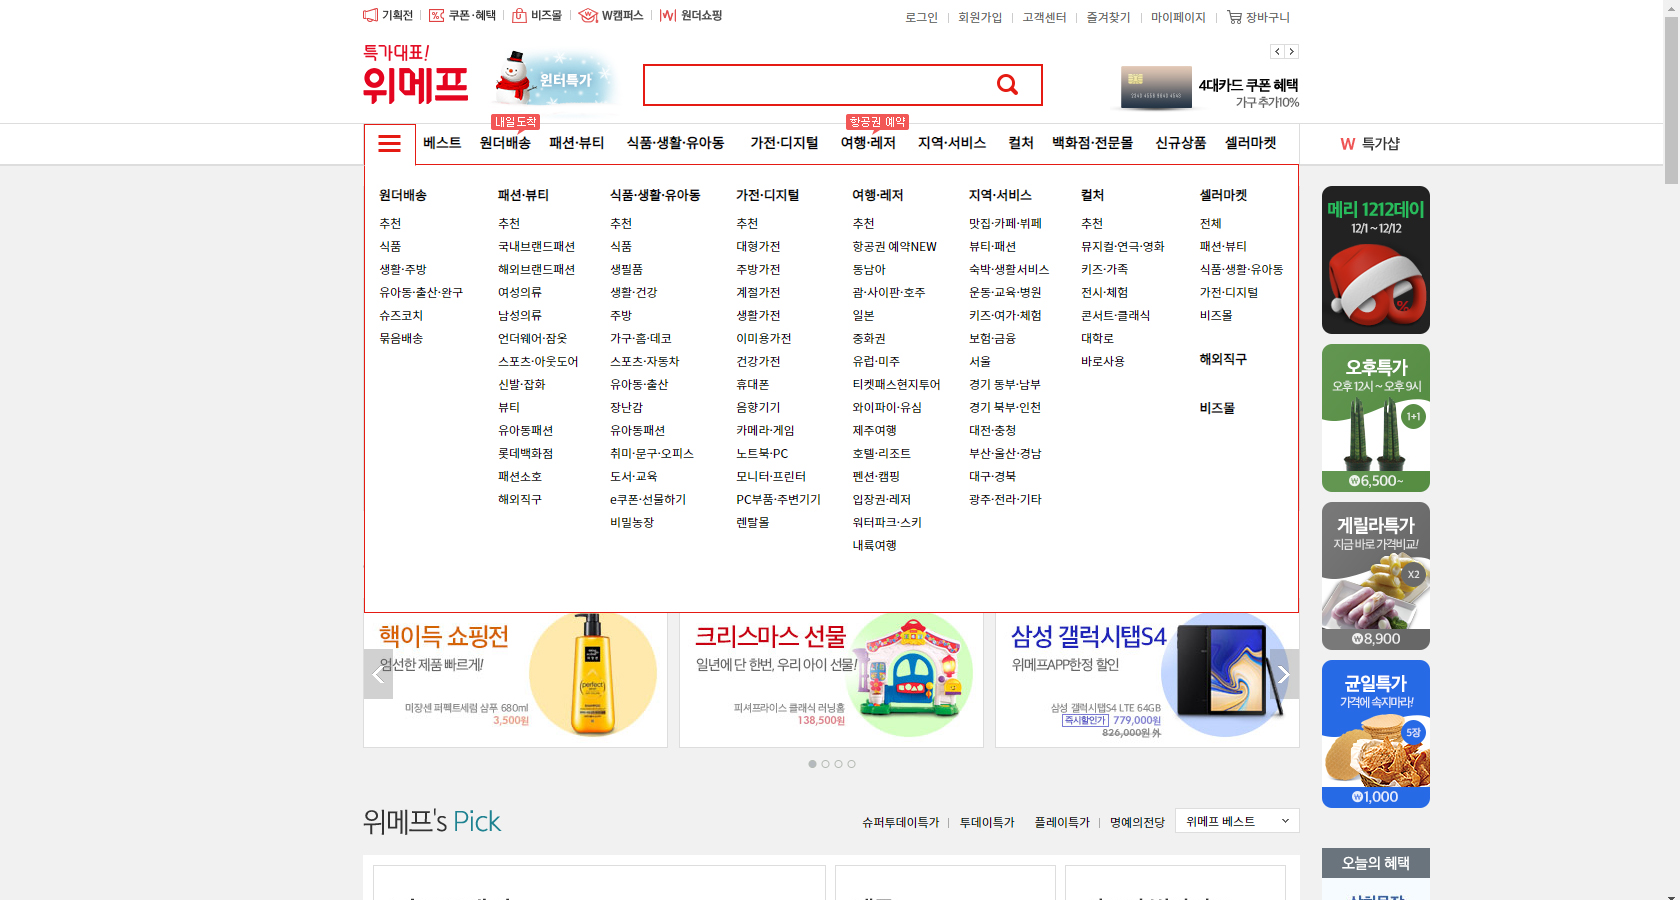 기획전
쿠폰·혜택
비즈몰
W캠퍼스
원더쇼핑
로그인
회원가입
고객센터
즐겨찾기
마이페이지
장바구니
특가대표!
위메프
윈터특가
4대카드 쿠폰 혜택
가구 추가10%
내일도착
항공권 예약
베스트
원더배송
패션·뷰티
식품·생활·유아동
가전·디지털
여행·레저
지역·서비스
컬처
백화점·전문몰
신규상품
셀러마켓
W 특가샵
원더배송
추천
식품
생활·주방
유아동·출산·완구
슈즈코치
묶음배송
패션·뷰티
추천
국내브랜드패션
해외브랜드패션
여성의류
남성의류
언더웨어·잠옷
스포츠·아웃도어
신발·잡화
뷰티
유아동패션
롯데백화점
패션소호
해외직구
식품·생활·유아동
추천
식품
생필품
생활·건강
주방
가구·홈·데코
스포츠·자동차
유아동·출산
장난감
유아동패션
취미·문구·오피스
도서·교육
e쿠폰·선물하기
비밀농장
가전·디지털
추천
대형가전
주방가전
계절가전
생활가전
이미용가전
건강가전
휴대폰
음향기기
카메라·게임
노트북·PC
모니터·프린터
PC부품·주변기기
렌탈몰
여행·레저
추천
항공권 예약NEW
동남아
괌·사이판·호주
일본
중화권
유럽·미주
티켓패스현지투어
와이파이·유심
제주여행
호텔·리조트
펜션·캠핑
입장권·레저
워터파크·스키
내륙여행
지역·서비스
맛집·카페·뷔페
뷰티·패션
숙박·생활서비스
운동·교육·병원
키즈·여가·체험
보험·금융
서울
경기 동부·남부
경기 북부·인천
대전·충청
부산·울산·경남
대구·경북
광주·전라·기타
컬처
추천
뮤지컬·연극·영화
키즈·가족
전시·체험
콘서트·클래식
대학로
바로사용
셀러마켓
전체
패션·뷰티
식품·생활·유아동
가전·디지털
비즈몰
해외직구
비즈몰
메리 1212데이
12/1 ~ 12/12
%
오후특가
오후 12시 ~ 오후 9시
1+1
₩6,500~
게릴라특가
지금 바로 가격비교!
X2
₩8,900
균일특가
가격에 속지마라!
5장
₩1,000
오늘의 혜택
핵이득 쇼핑전
엄선한 제품 빠르게!
perfect
미쟝센 퍼펙트세럼 샴푸 680ml
3,500원
크리스마스 선물
일년에 단 한번, 우리 아이 선물!
피셔프라이스 클래식 러닝홈
138,500원
삼성 갤럭시탭S4
위메프APP한정 할인
삼성 갤럭시탭S4 LTE 64GB
즉시할인가 779,000원
826,000원 外
위메프's Pick
슈퍼투데이특가
투데이특가
플레이특가
명예의전당
위메프 베스트